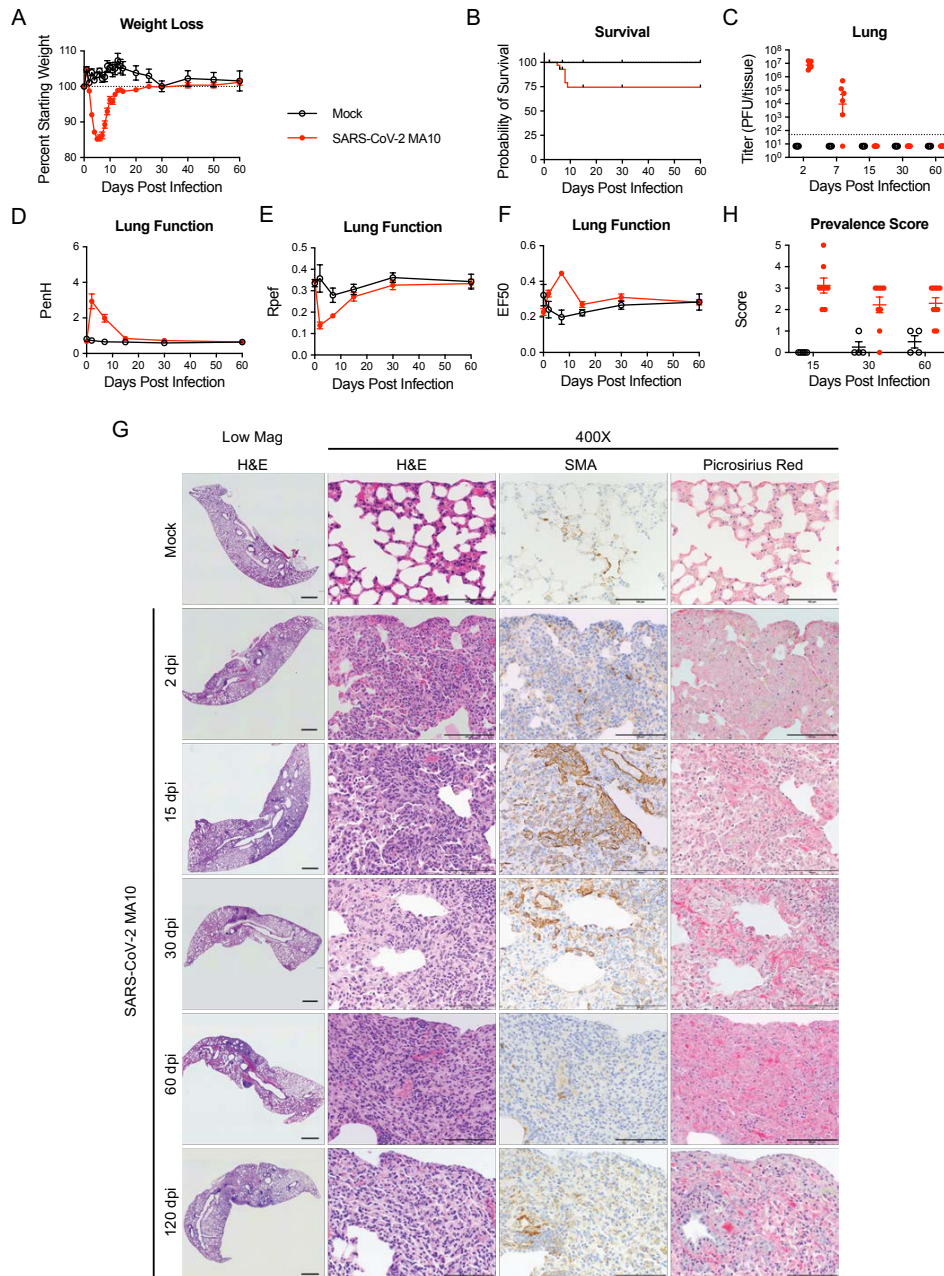 A
Weight Loss
Percent Starting Weight
110
100
90
80
0 10 20 30 40 50 60
Days Post Infection
Mock
SARS-CoV-2 MA10
B
Survival
Probability of Survival
100
75
50
25
0
0 10 20 30 40 50 60
Days Post Infection
C
Lung
Titer (PFU/tissue)
10⁸
10⁷
10⁶
10⁵
10⁴
10³
10²
10¹
10⁰
2 7 15 30 60
Days Post Infection
D
Lung Function
PenH
6
4
2
0
0 10 20 30 40 50 60
Days Post Infection
E
Lung Function
Rpef
0.5
0.4
0.3
0.2
0.1
0.0
0 10 20 30 40 50 60
Days Post Infection
F
Lung Function
EF50
0.6
0.4
0.2
0.0
0 10 20 30 40 50 60
Days Post Infection
H
Prevalence Score
Score
5
4
3
2
1
0
15 30 60
Days Post Infection
G
Low Mag
400X
H&E
H&E
SMA
Picrosirius Red
Mock
SARS-CoV-2 MA10
2 dpi
15 dpi
30 dpi
60 dpi
120 dpi